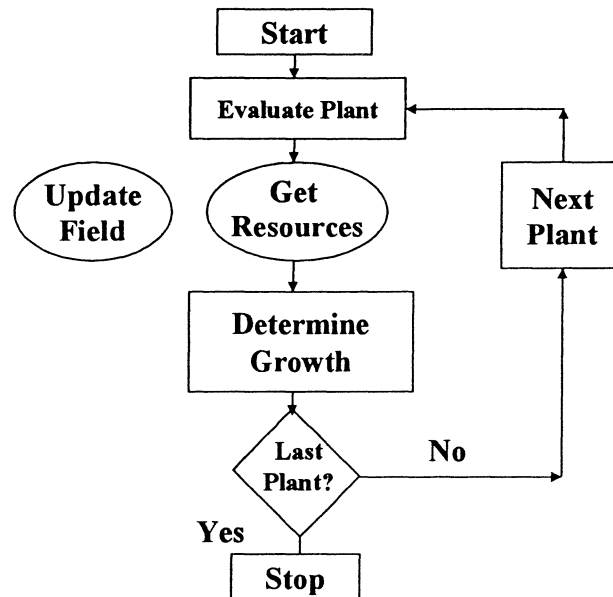 Start
Evaluate Plant
Update
Field
Get
Resources
Next
Plant
Determine
Growth
Last
Plant?
No
Yes
Stop